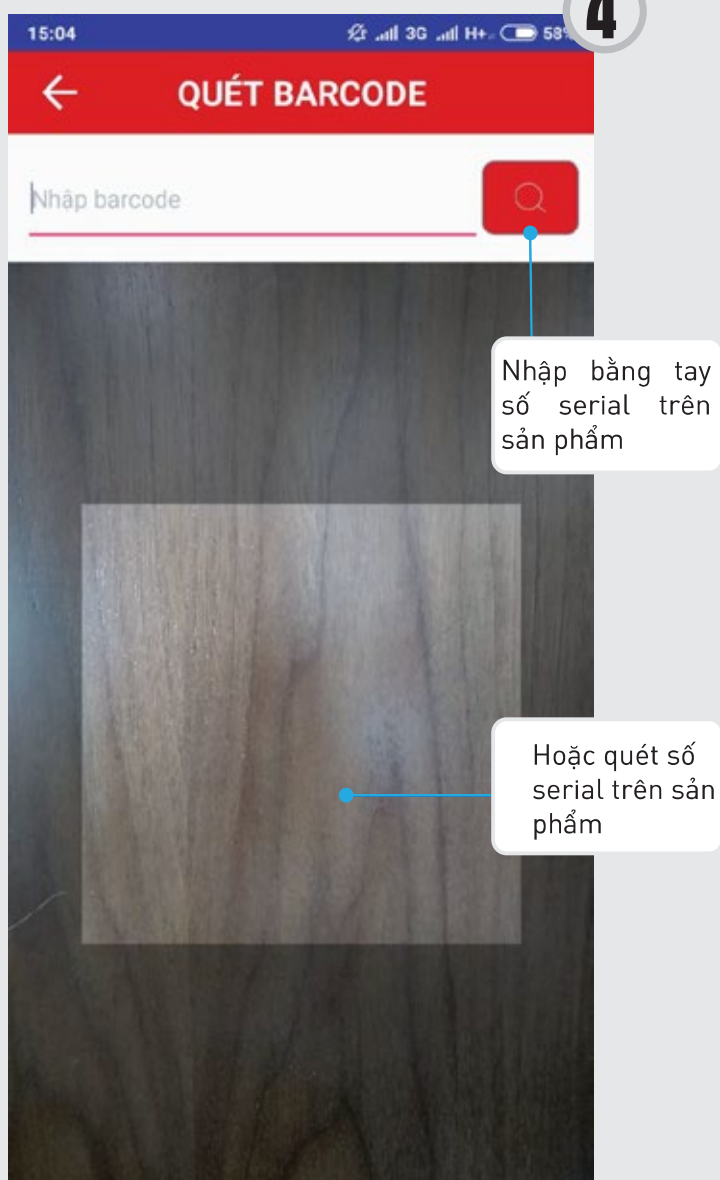 4
15:04 3G H+ 58%
QUÉT BARCODE
Nhập barcode
Nhập bằng tay
số serial trên
sản phẩm
Hoặc quét số
serial trên sản
phẩm